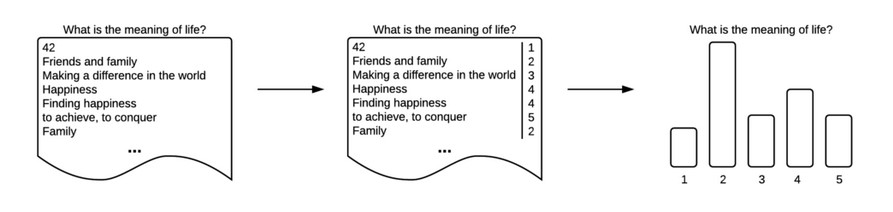 What is the meaning of life?
42
Friends and family
Making a difference in the world
Happiness
Finding happiness
to achieve, to conquer
Family
...
What is the meaning of life?
42 1
Friends and family 2
Making a difference in the world 3
Happiness 4
Finding happiness 4
to achieve, to conquer 5
Family 2
...
What is the meaning of life?
1 2 3 4 5